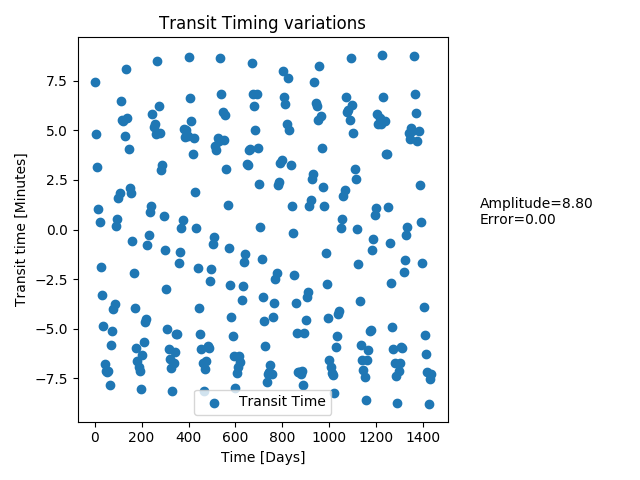 Transit Timing variations
Transit time [Minutes]
7.5
5.0
2.5
0.0
−2.5
−5.0
−7.5
Amplitude=8.80
Error=0.00
Transit Time
0 200 400 600 800 1000 1200 1400
Time [Days]